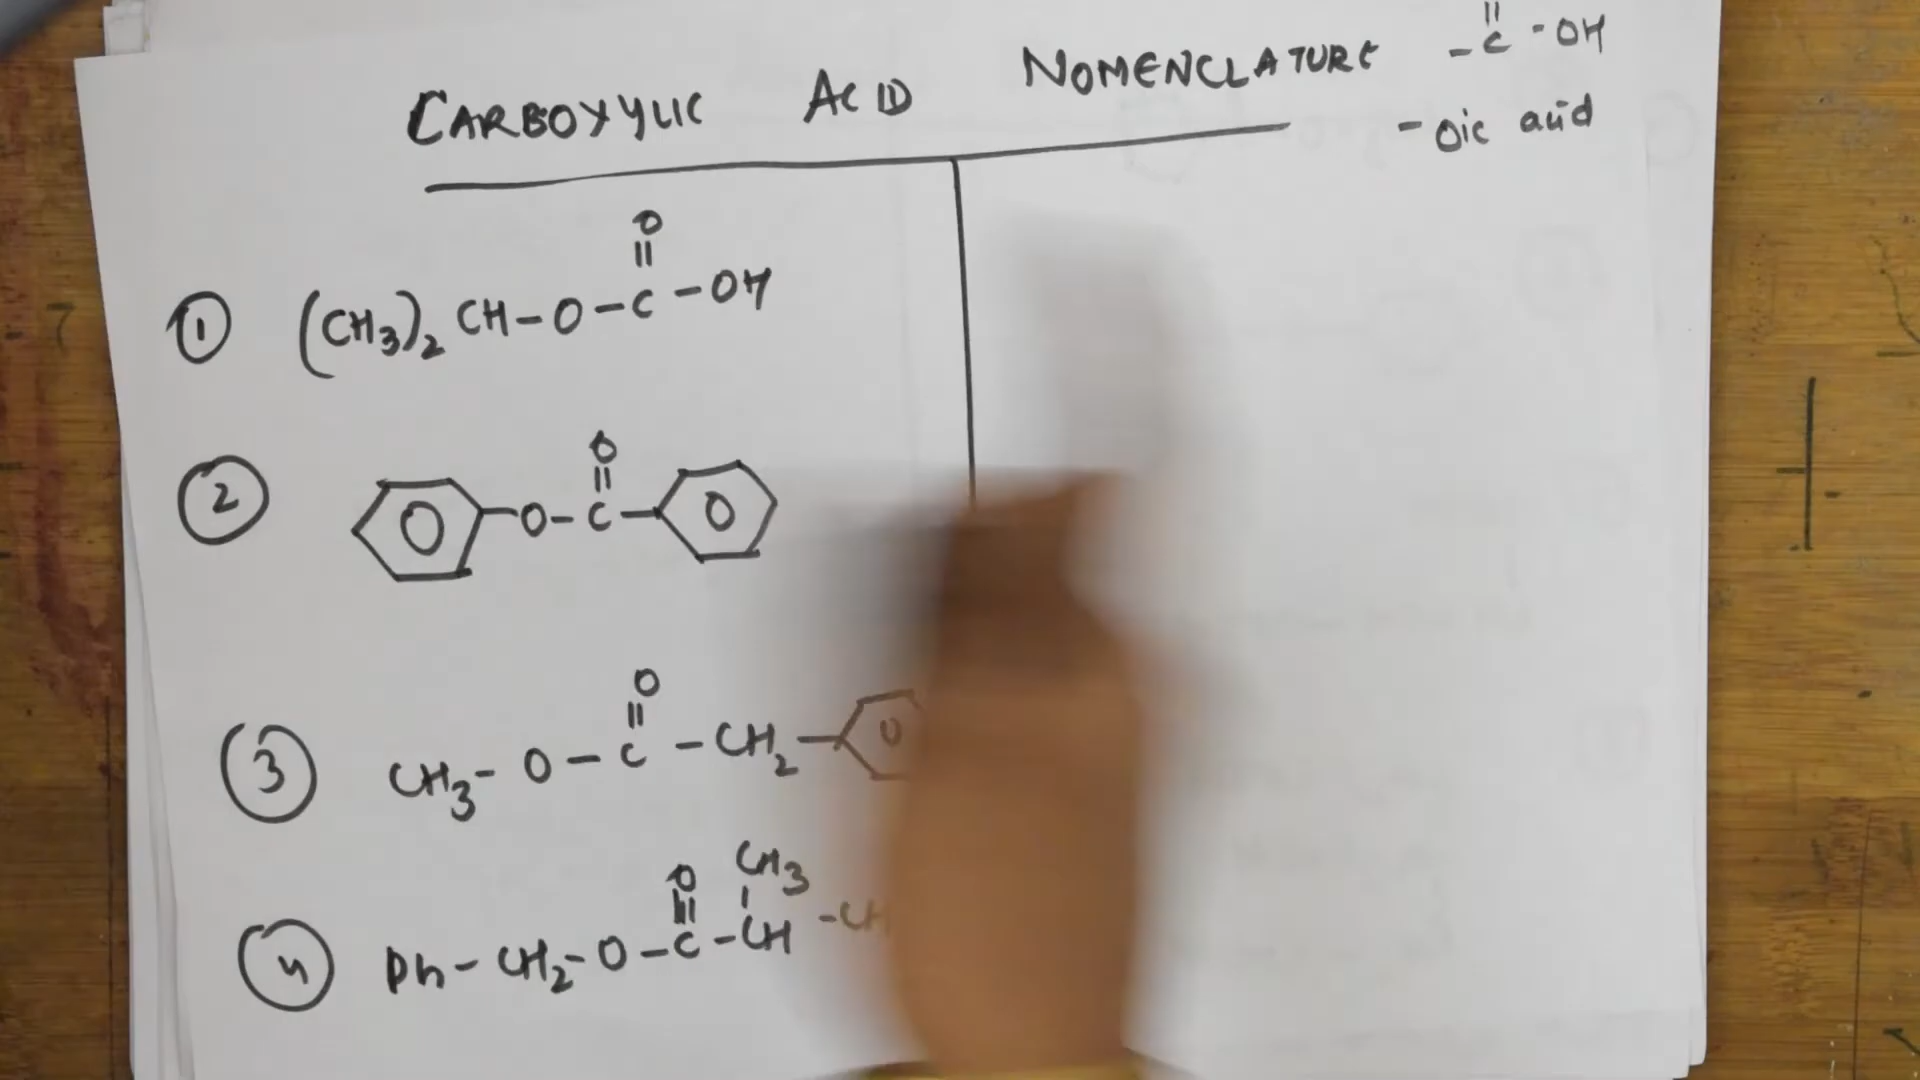 CARBOXYLIC ACID NOMENCLATURE
O
||
-C-OH
-oic acid
① (CH₃)₂CH-O-C-OH
O
||
② O-O-C-O
O
||
③ CH₃-O-C-CH₂-
O
||
④ Ph-CH₂-O-C-CH-CH
O
||
CH₃
|